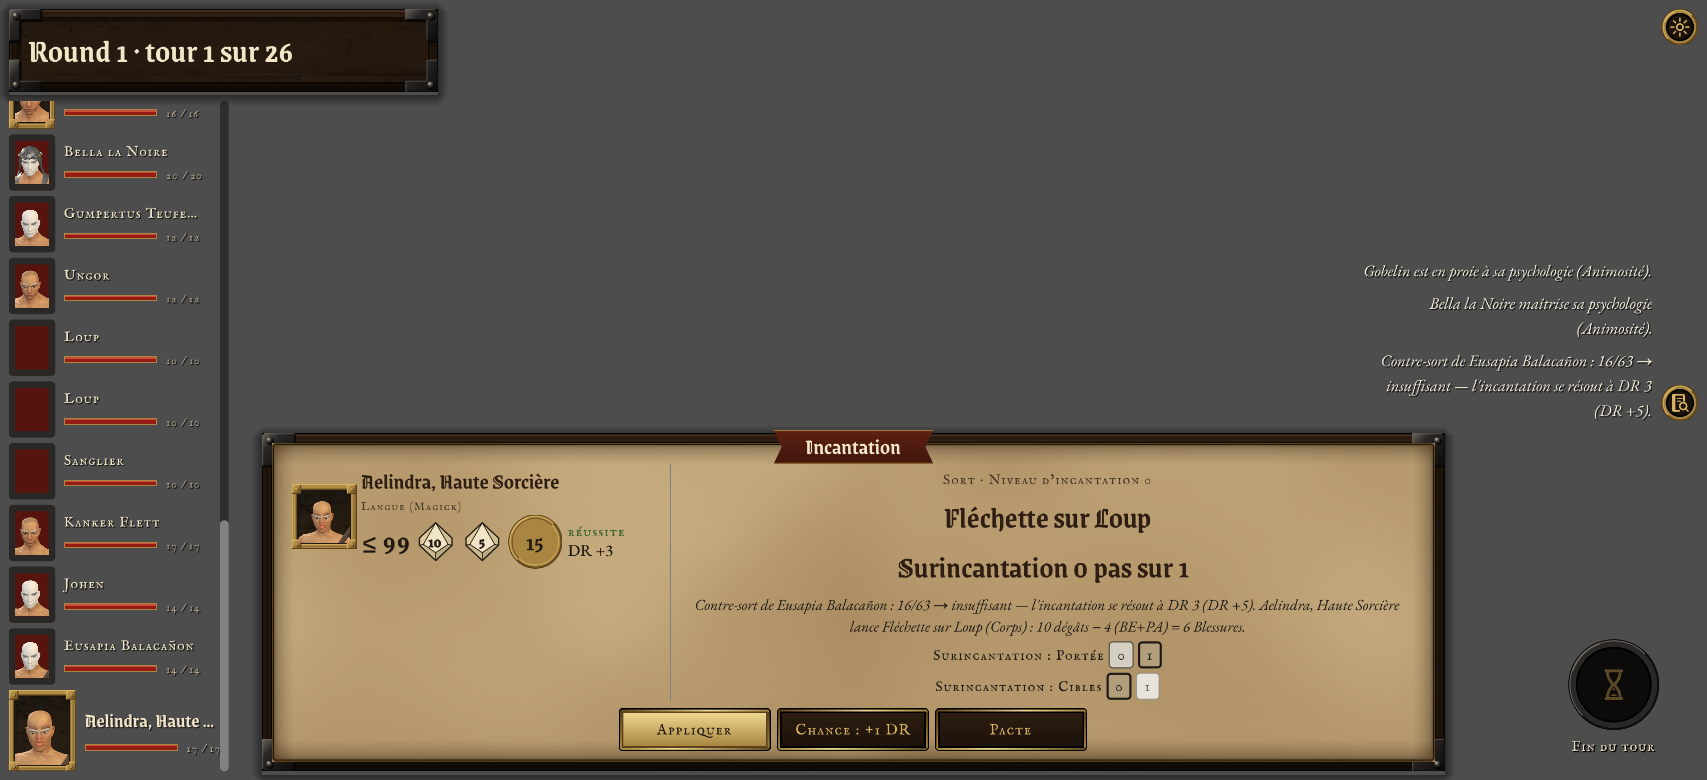 Round 1 · tour 1 sur 26
16 / 16
Bella la Noire
20 / 20
Gumpertus Teufe...
12 / 12
Ungor
12 / 12
Loup
10 / 10
Loup
10 / 10
Sanglier
10 / 10
Kanker Flett
17 / 17
Johen
14 / 14
Eusapia Balacañon
14 / 14
Aelindra, Haute ...
17 / 17
Gobelin est en proie à sa psychologie (Animosité).
Bella la Noire maîtrise sa psychologie
(Animosité).
Contre-sort de Eusapia Balacañon : 16/63 →
insuffisant — l'incantation se résout à DR 3
(DR +5).
Incantation
Aelindra, Haute Sorcière
Langue (Magick)
≤ 99 10 5 15 RÉUSSITE
DR +3
Sort · Niveau d'incantation 0
Fléchette sur Loup
Surincantation 0 pas sur 1
Contre-sort de Eusapia Balacañon : 16/63 → insuffisant — l'incantation se résout à DR 3 (DR +5). Aelindra, Haute Sorcière
lance Fléchette sur Loup (Corps) : 10 dégâts − 4 (BE+PA) = 6 Blessures.
Surincantation : Portée 0 1
Surincantation : Cibles 0 1
Appliquer Chance : +1 DR Pacte
Fin du tour